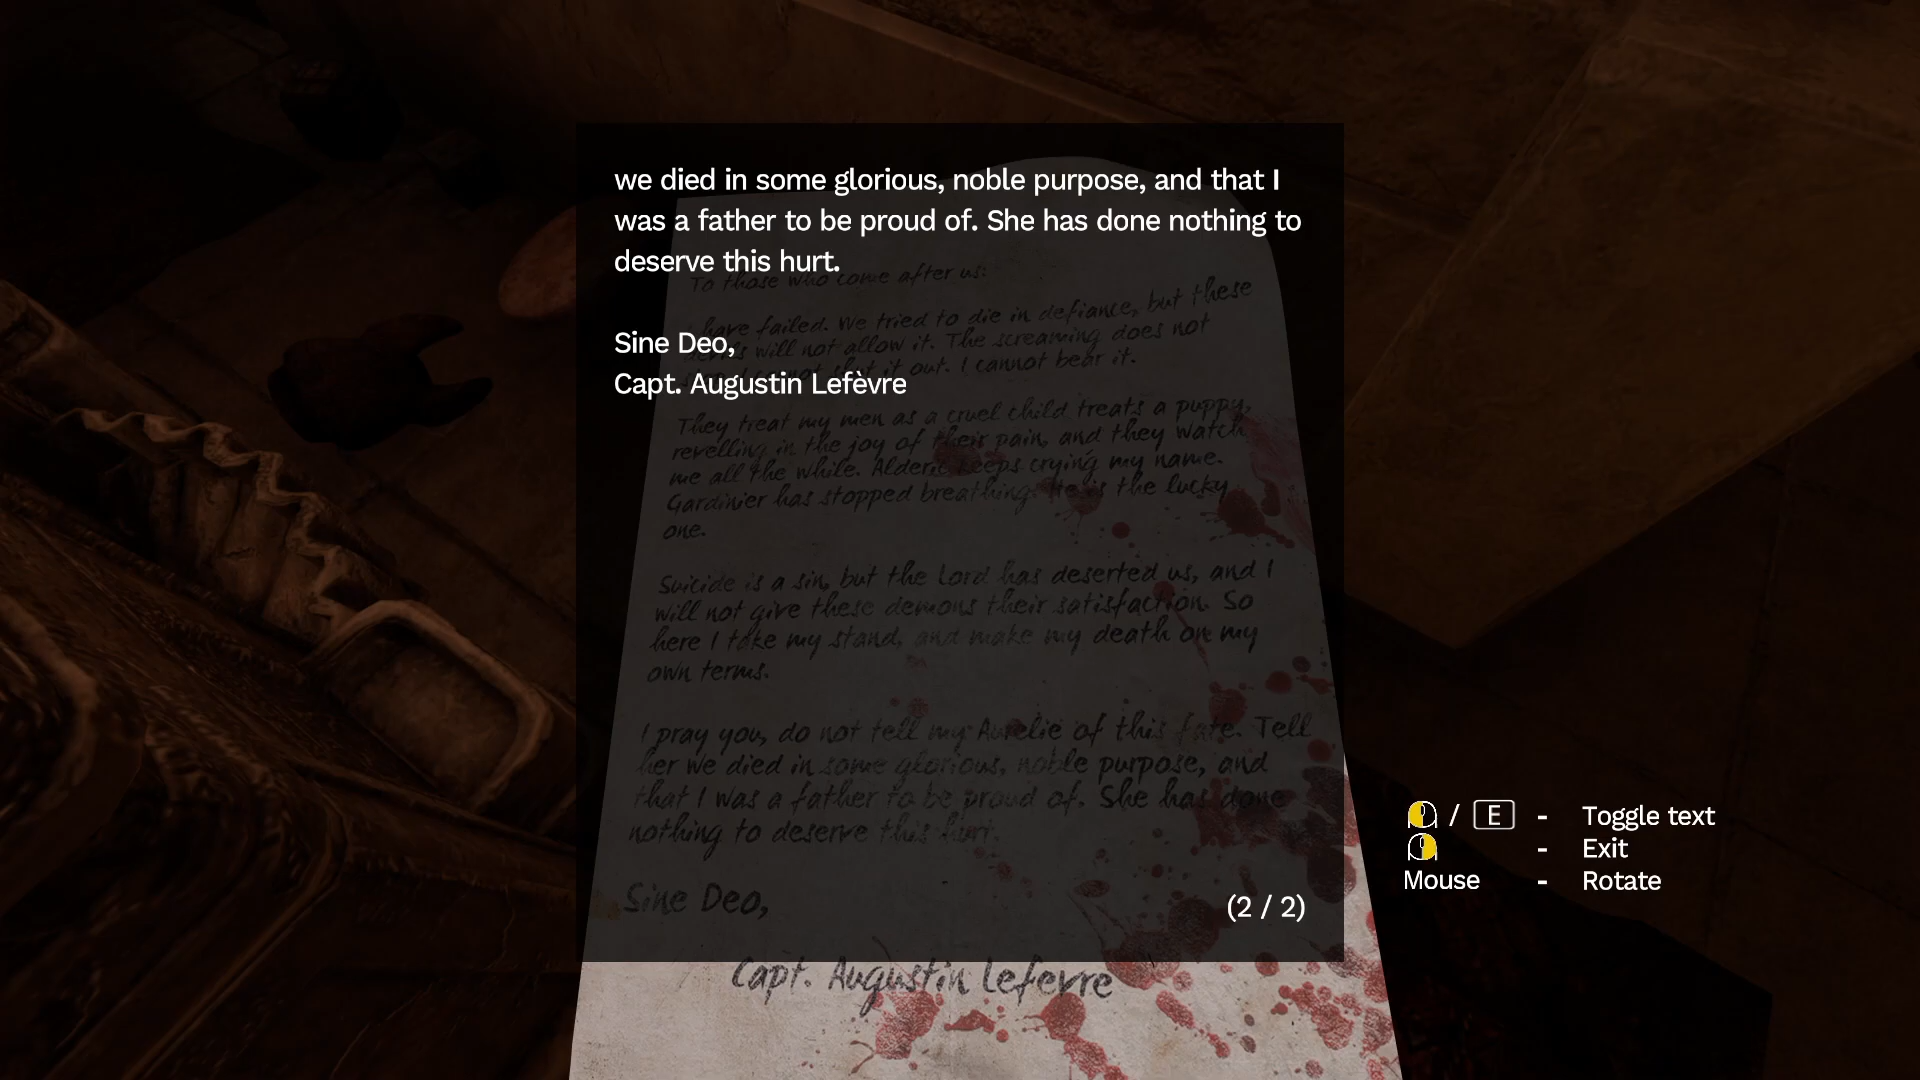 we died in some glorious, noble purpose, and that I
was a father to be proud of. She has done nothing to
deserve this hurt.
Sine Deo,
Capt. Augustin Lefèvre
To those who come after us:
have failed. We tried to die in defiance, but these
devils will not allow it. The screaming does not
it out. I cannot bear it.
They treat my men as a cruel child treats a puppy,
revelling in the joy of their pain, and they watch
me all the while. Alderic keeps crying my name.
Gardinier has stopped breathing. He is the lucky
one.
Suicide is a sin, but the Lord has deserted us, and I
will not give these demons their satisfaction. So
here I take my stand, and make my death on my
own terms.
I pray you, do not tell my Aurelie of this fate. Tell
her we died in some glorious, noble purpose, and
that I was a father to be proud of. She has done
nothing to deserve this hurt.
Sine Deo,
(2 / 2)
Capt. Augustin Lefevre
/ E - Toggle text
- Exit
Mouse - Rotate